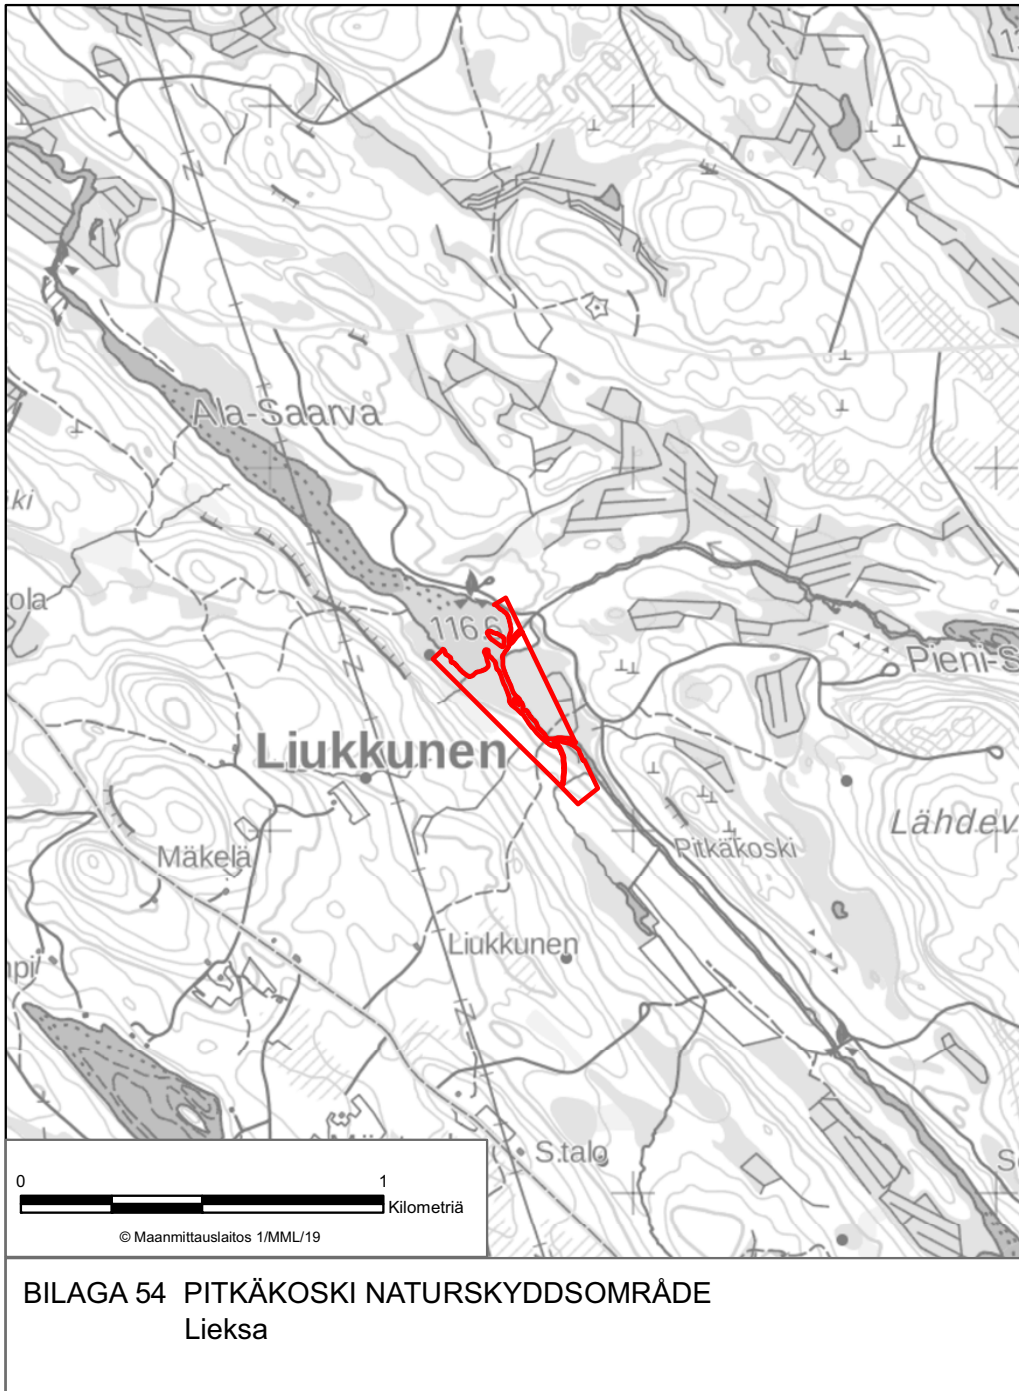 Ala-Saarva
116.6
Pieni-S
Liukkunen
Lähdev
Mäkelä
Pitkäkoski
Liukkunen
S.talo
0 1
Kilometriä
© Maanmittauslaitos 1/MML/19
BILAGA 54 PITKÄKOSKI NATURSKYDDSOMRÅDE
Lieksa